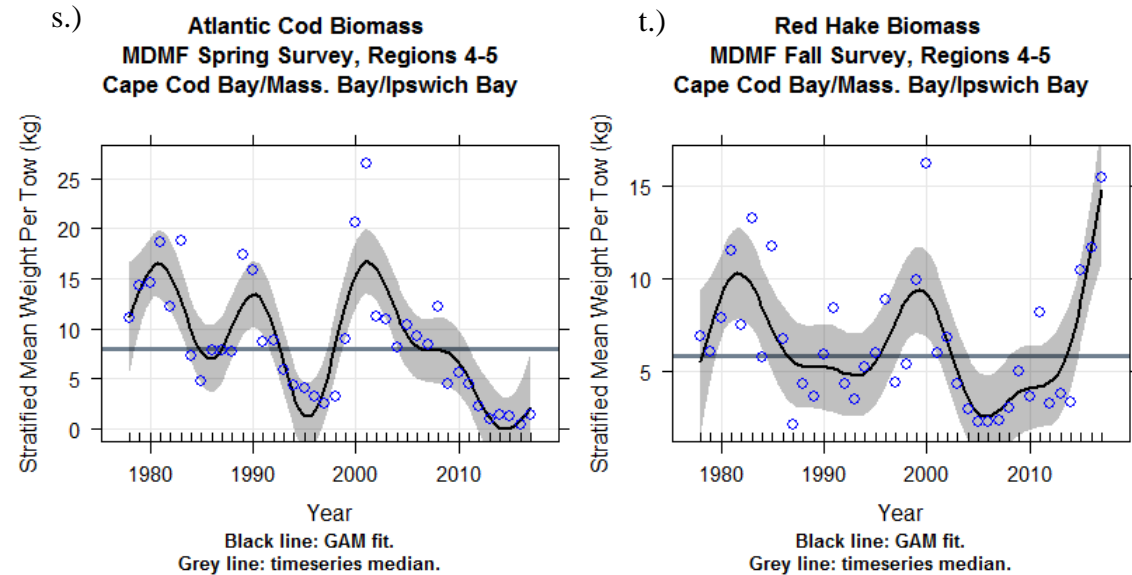 s.)
Atlantic Cod Biomass
MDMF Spring Survey, Regions 4-5
Cape Cod Bay/Mass. Bay/Ipswich Bay
Stratified Mean Weight Per Tow (kg)
25
20
15
10
5
0
1980 1990 2000 2010
Year
Black line: GAM fit.
Grey line: timeseries median.
t.)
Red Hake Biomass
MDMF Fall Survey, Regions 4-5
Cape Cod Bay/Mass. Bay/Ipswich Bay
Stratified Mean Weight Per Tow (kg)
15
10
5
1980 1990 2000 2010
Year
Black line: GAM fit.
Grey line: timeseries median.